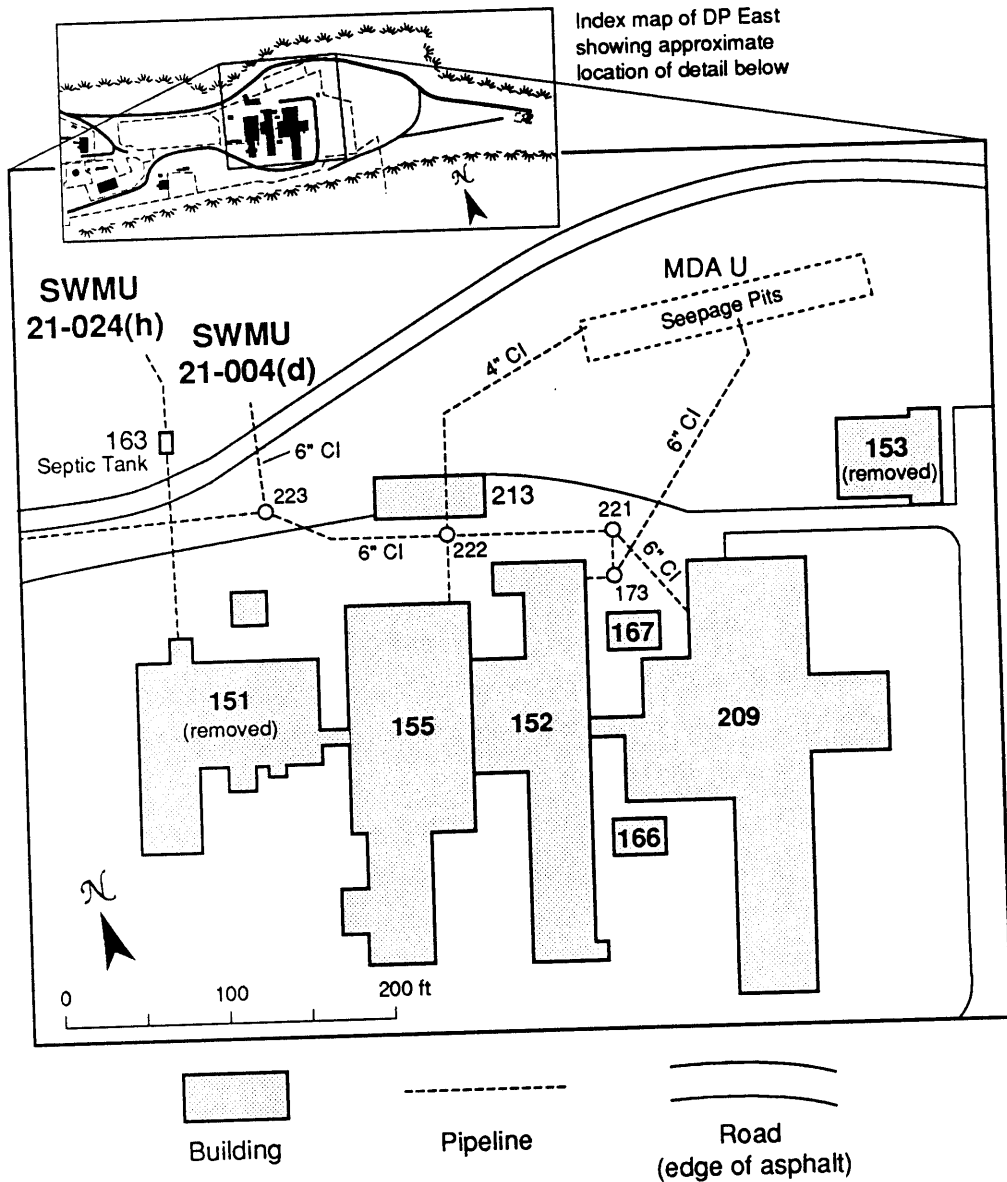 Index map of DP East
showing approximate
location of detail below
N
MDA U
Seepage Pits
SWMU
21-024(h)
SWMU
21-004(d)
4" CI
6" CI
163
Septic Tank
6" CI
153
(removed)
223
213
221
6" CI
222
6" CI
173
167
151
(removed)
155
152
209
166
N
0
100
200 ft
Building
Pipeline
Road
(edge of asphalt)